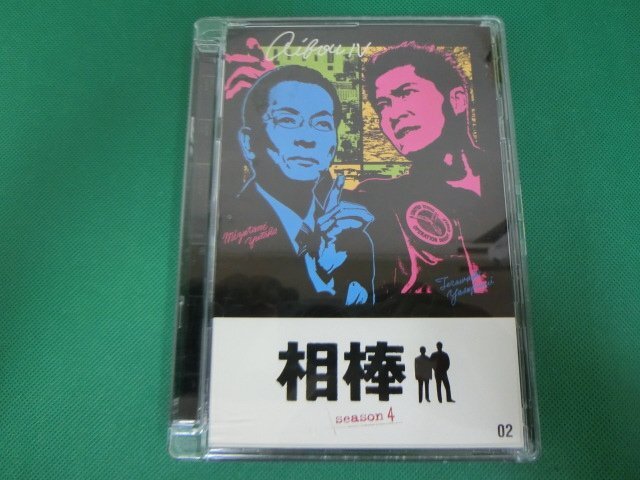 Aibou IV
Mizutani
Yutaka
Terawaki
Yasufumi
相棒
season 4
02